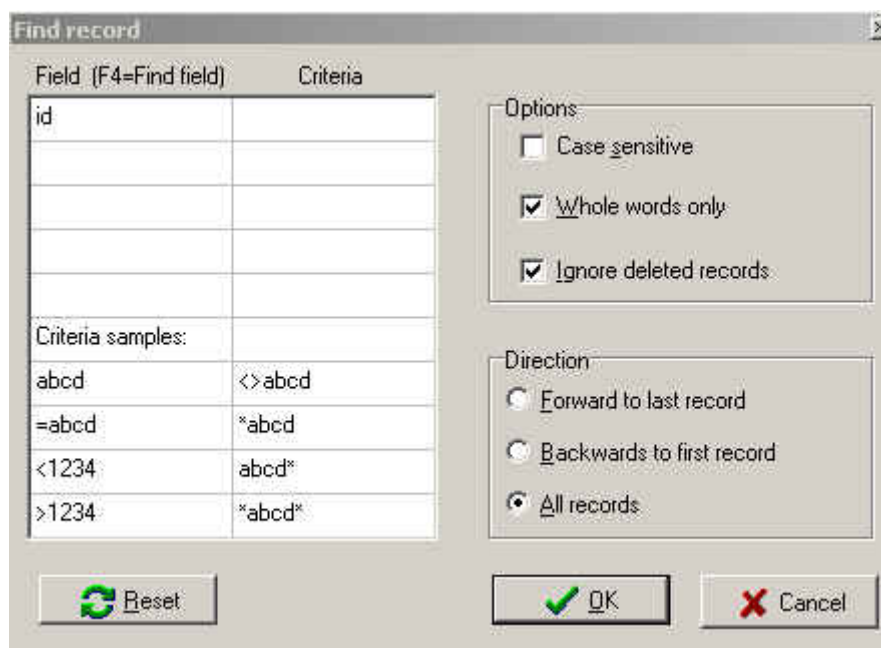 Find record
Field (F4=Find field) Criteria
id
Criteria samples:
abcd <>abcd
=abcd *abcd
<1234 abcd*
>1234 *abcd*
Options
Case sensitive
Whole words only
Ignore deleted records
Direction
Forward to last record
Backwards to first record
All records
Reset
OK
Cancel